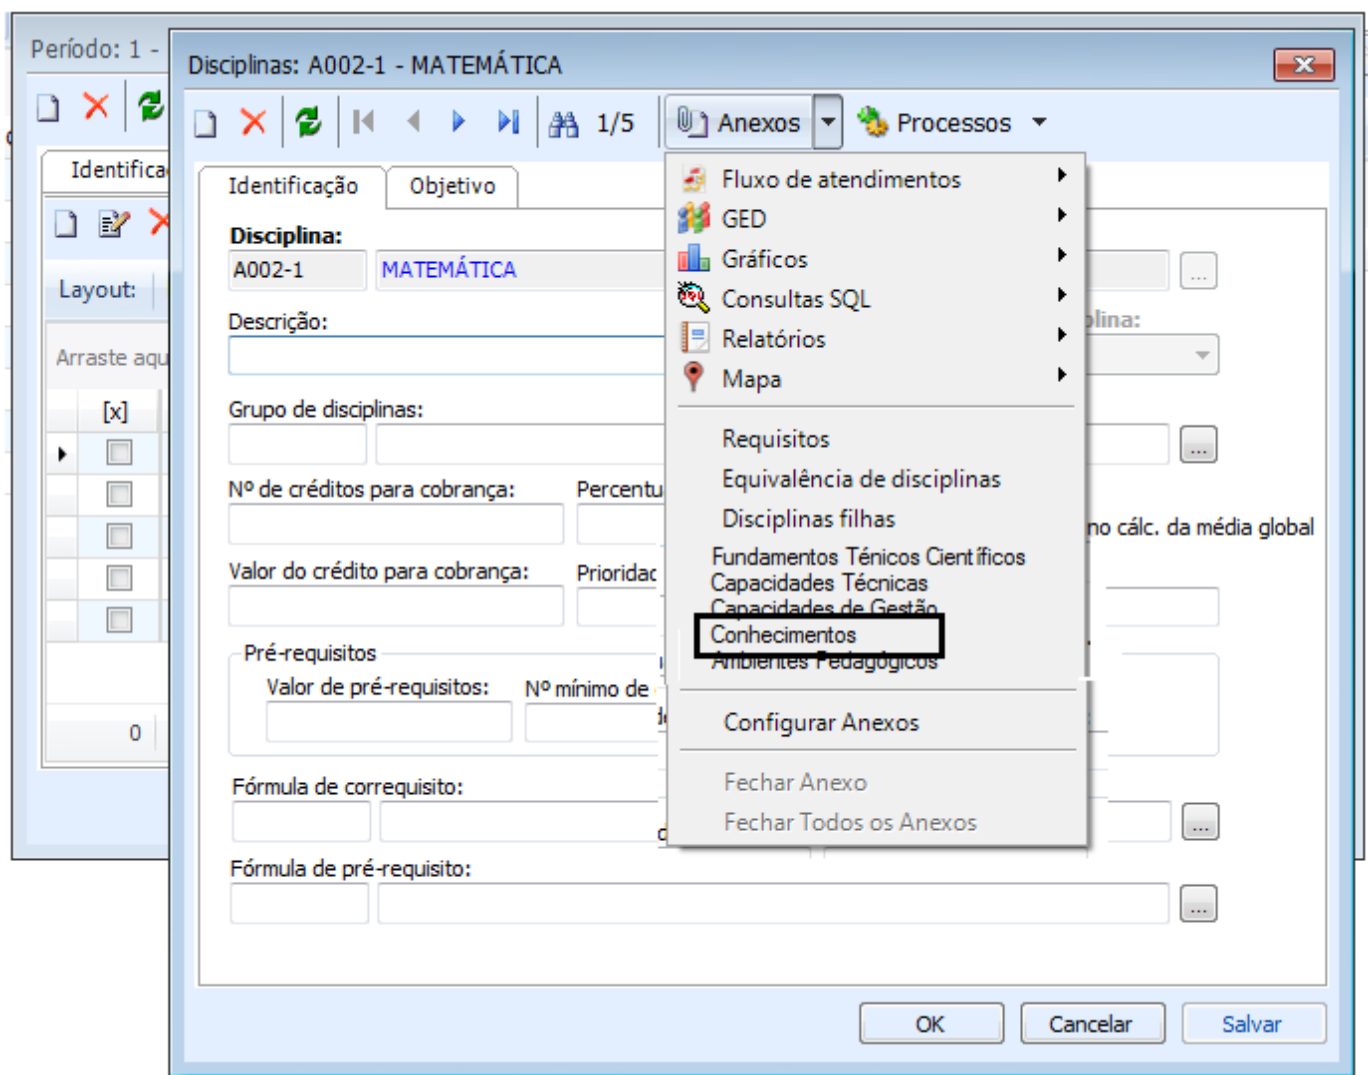 Período: 1 -
Disciplinas: A002-1 - MATEMÁTICA
1/5
Anexos
Processos
Identifica
Layout:
Arraste aqu
[x]
0
Identificação
Objetivo
Disciplina:
A002-1
MATEMÁTICA
...
Descrição:
plina:
Grupo de disciplinas:
...
Nº de créditos para cobrança:
Percentu
no cálc. da média global
Valor do crédito para cobrança:
Prioridad
Pré-requisitos
Valor de pré-requisitos:
Nº mínimo de
Fórmula de correquisito:
...
Fórmula de pré-requisito:
...
Fluxo de atendimentos
GED
Gráficos
Consultas SQL
Relatórios
Mapa
Requisitos
Equivalência de disciplinas
Disciplinas filhas
Fundamentos Ténicos Científicos
Capacidades Técnicas
Capacidades de Gestão
Conhecimentos
Ambientes Pedagógicos
Configurar Anexos
Fechar Anexo
Fechar Todos os Anexos
OK
Cancelar
Salvar